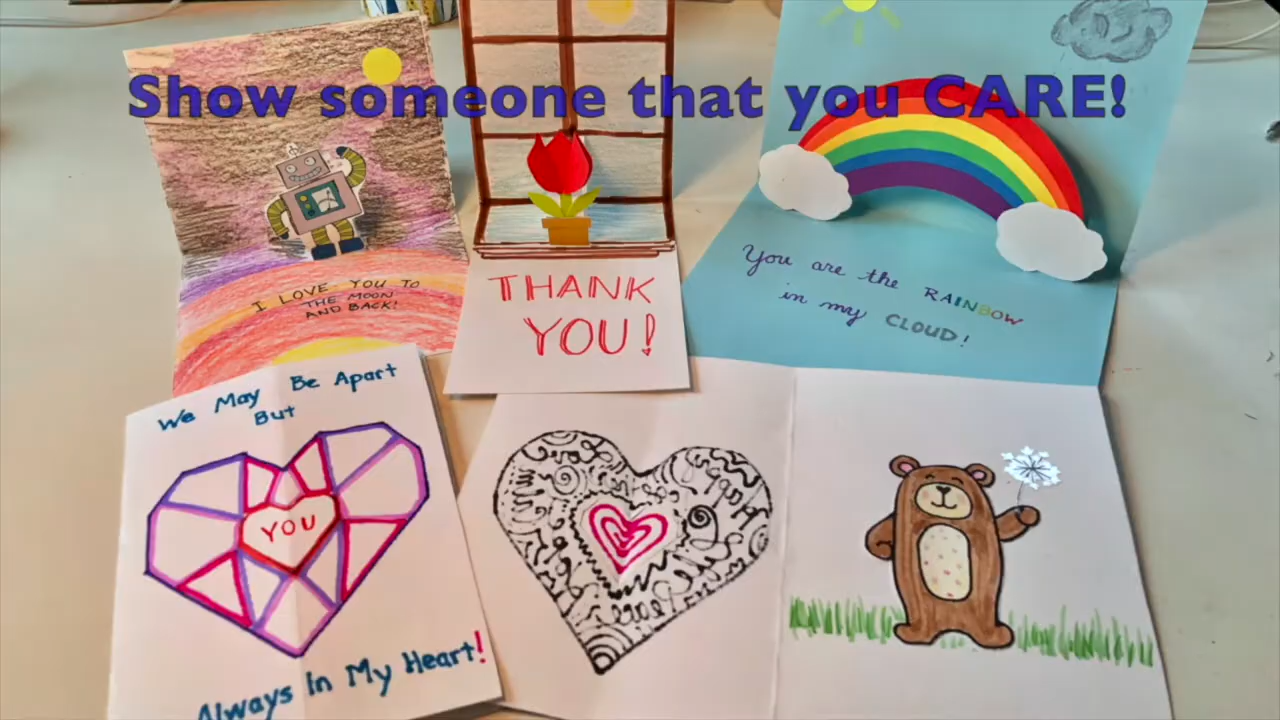 Show someone that you CARE!
I LOVE YOU TO
THE MOON
AND BACK!
THANK
YOU!
You are the RAINBOW
in my CLOUD!
We May Be Apart
But
YOU
Always In My Heart!